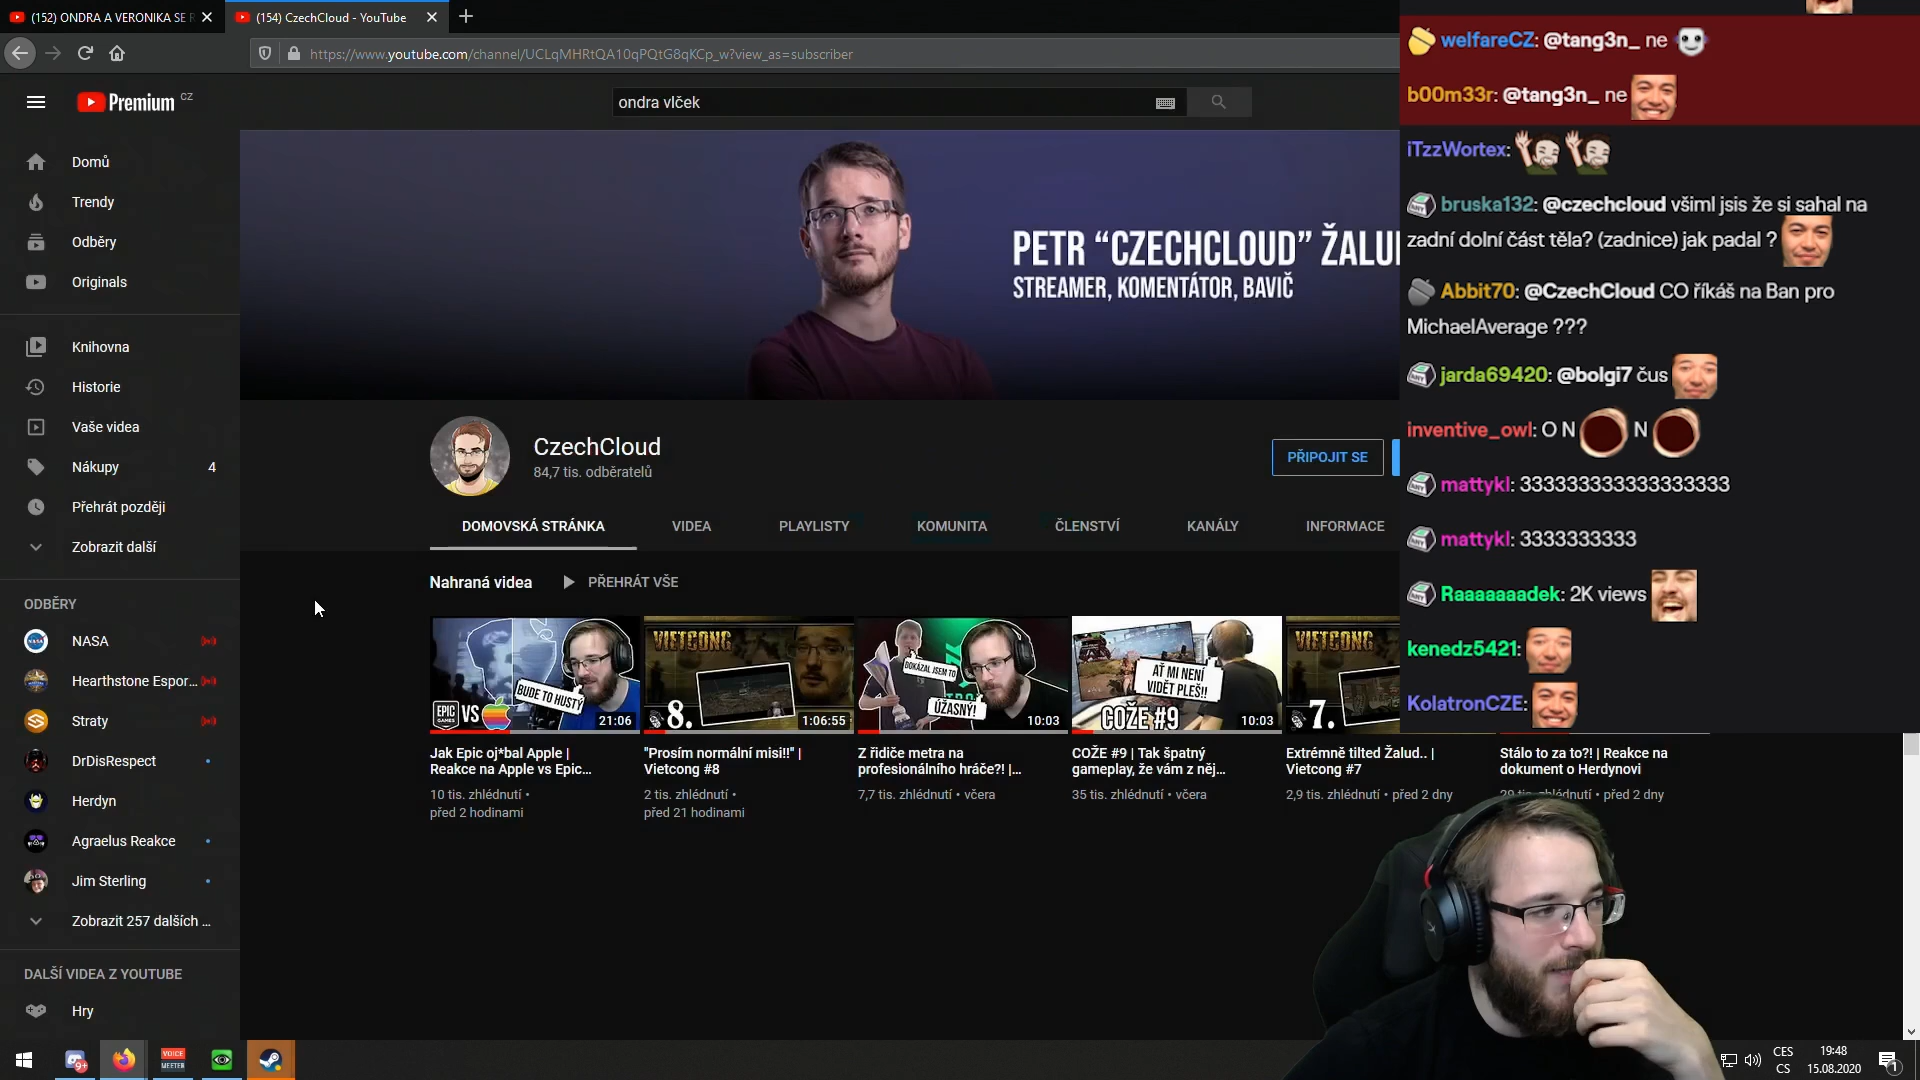 (152) ONDRA A VERONIKA SE R
(154) CzechCloud - YouTube
https://www.youtube.com/channel/UCLqMHRtQA10qPQtG8qKCp_w?view_as=subscriber
Premium CZ
ondra vlček
Domů
Trendy
Odběry
Originals
Knihovna
Historie
Vaše videa
Nákupy 4
Přehrát později
Zobrazit další
ODBĚRY
NASA
Hearthstone Espor...
Straty
DrDisRespect
Herdyn
Agraelus Reakce
Jim Sterling
Zobrazit 257 dalších ...
DALŠÍ VIDEA Z YOUTUBE
Hry
PETR “CZECHCLOUD” ŽALU
STREAMER, KOMENTÁTOR, BAVIČ
CzechCloud
84,7 tis. odběratelů
PŘIPOJIT SE
DOMOVSKÁ STRÁNKA
VIDEA
PLAYLISTY
KOMUNITA
ČLENSTVÍ
KANÁLY
INFORMACE
Nahraná videa
PŘEHRÁT VŠE
EPIC GAMES VS
BUDE TO HUSTÝ
21:06
Jak Epic oj*bal Apple |
Reakce na Apple vs Epic...
10 tis. zhlédnutí •
před 2 hodinami
VIETCONG
8.
1:06:55
"Prosím normální misi!!" |
Vietcong #8
2 tis. zhlédnutí •
před 21 hodinami
DOKÁZAL JSEM TO
ÚŽASNÝ!
10:03
Z řidiče metra na
profesionálního hráče?! |...
7,7 tis. zhlédnutí • včera
AŤ MI NENÍ
VIDĚT PLEŠ!!
COŽE #9
10:03
COŽE #9 | Tak špatný
gameplay, že vám z něj...
35 tis. zhlédnutí • včera
VIETCONG
7.
Extrémně tilted Žalud.. |
Vietcong #7
2,9 tis. zhlédnutí • před 2 dny
Stálo to za to?! | Reakce na
dokument o Herdynovi
29 tis. zhlédnutí • před 2 dny
welfareCZ: @tang3n_ ne
b00m33r: @tang3n_ ne
iTzzWortex:
bruska132: @czechcloud všiml jsis že si sahal na
zadní dolní část těla? (zadnice) jak padal ?
Abbit70: @CzechCloud CO říkáš na Ban pro
MichaelAverage ???
jarda69420: @bolgi7 čus
inventive_owl: O N N
mattykl: 333333333333333333
mattykl: 3333333333
Raaaaaaadek: 2K views
kenedz5421:
KolatronCZE:
9+
VOICE
MEETER
CES
CS
19:48
15.08.2020
1